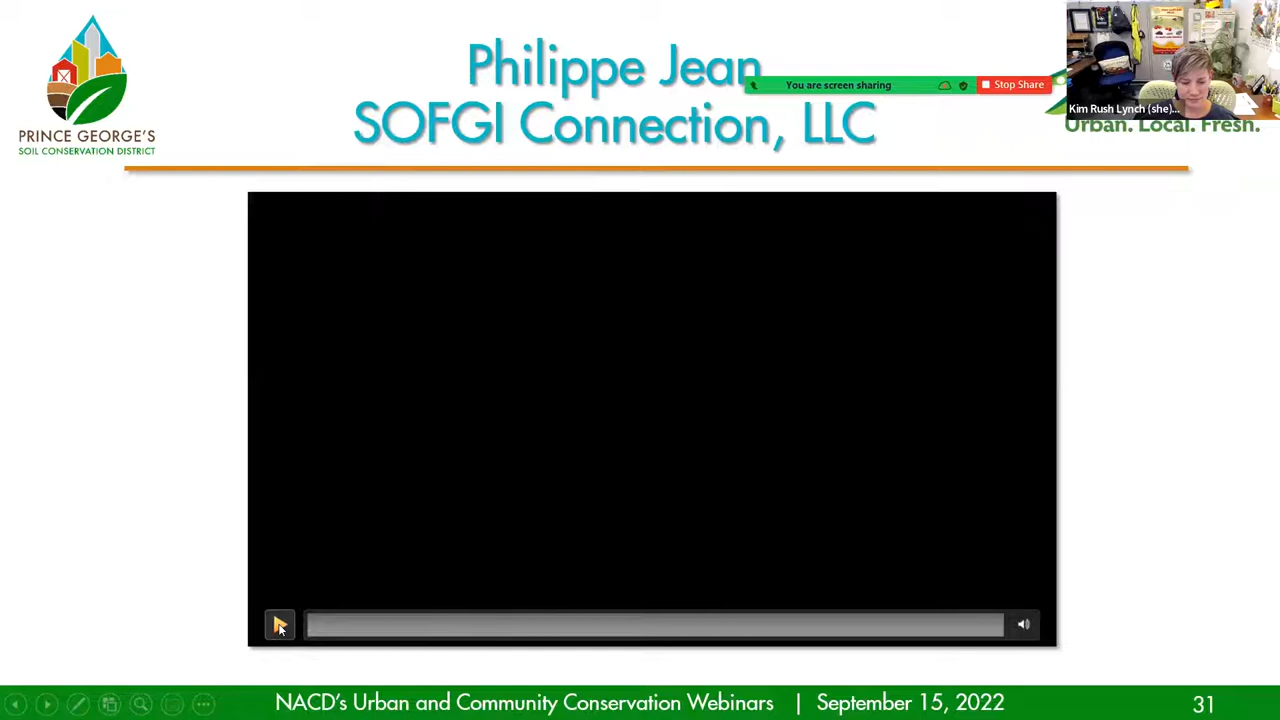 Philippe Jean
SOFGI Connection, LLC
PRINCE GEORGE'S
SOIL CONSERVATION DISTRICT
You are screen sharing
Stop Share
Kim Rush Lynch (she)...
Urban. Local. Fresh.
NACD's Urban and Community Conservation Webinars | September 15, 2022
31